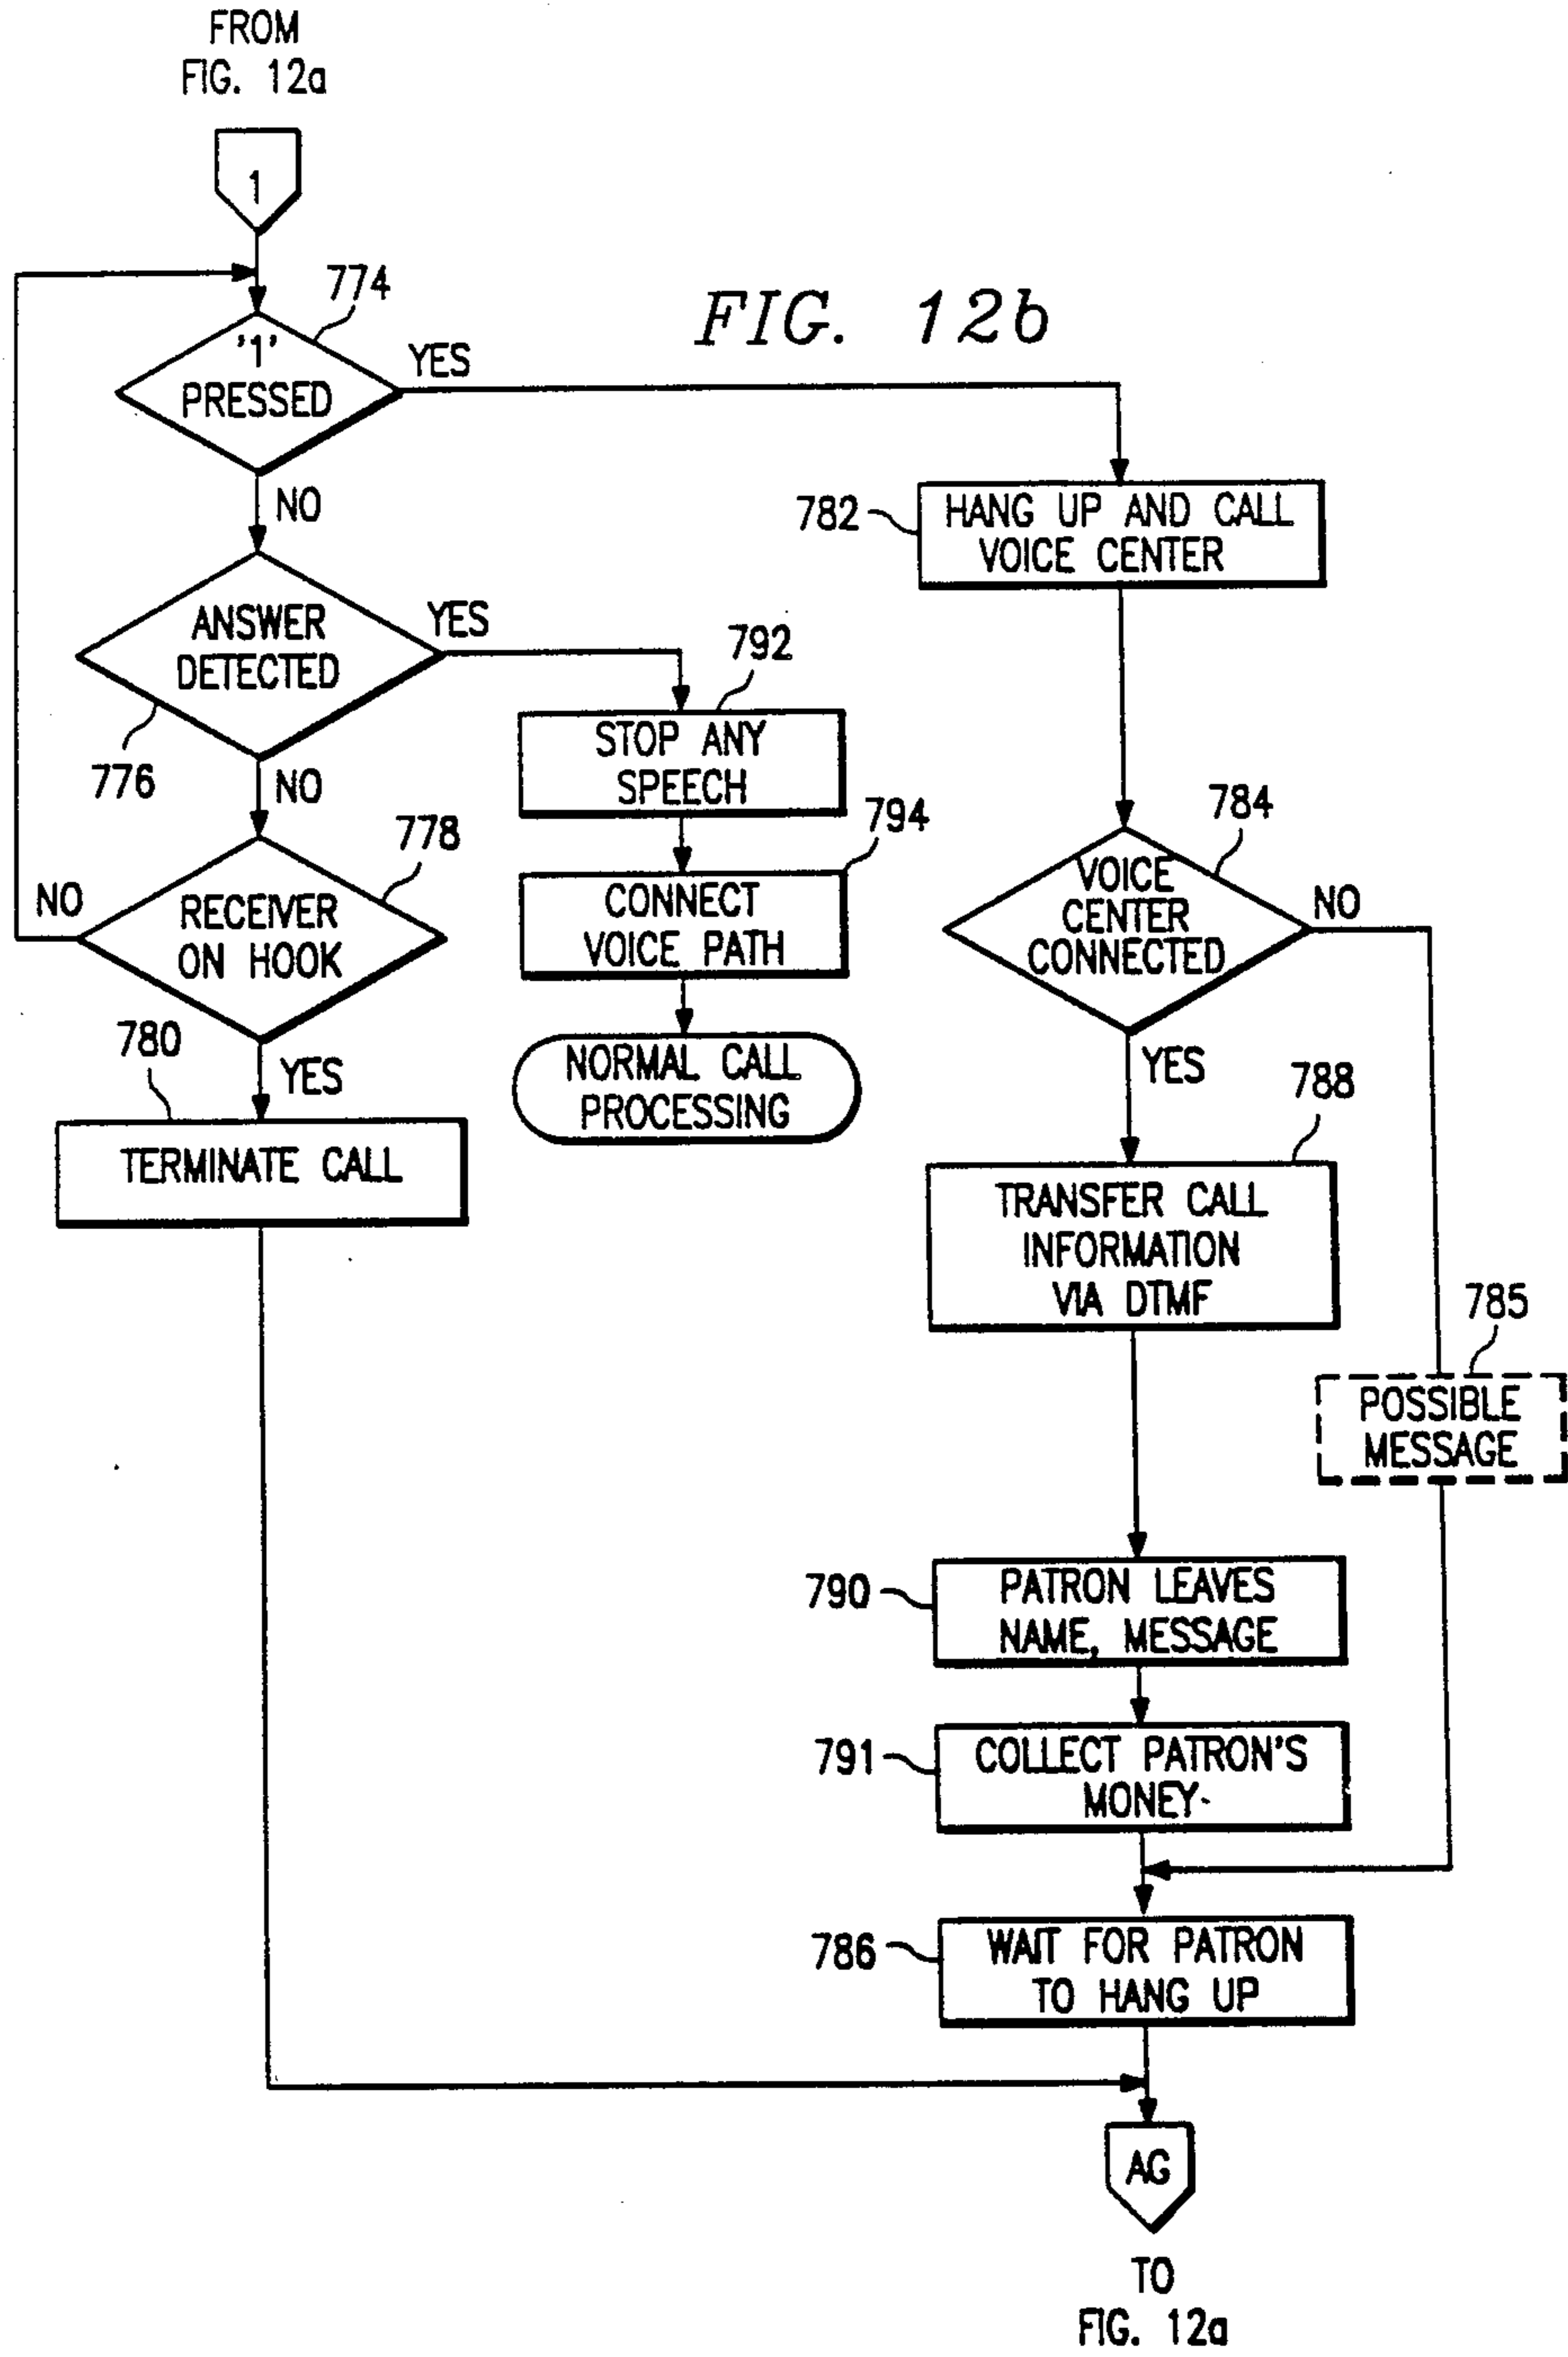 FROM
FIG. 12a
1
774
FIG. 12b
'1'
PRESSED
YES
NO
782
HANG UP AND CALL
VOICE CENTER
ANSWER
DETECTED
YES
776
NO
792
STOP ANY
SPEECH
794
CONNECT
VOICE PATH
NORMAL CALL
PROCESSING
778
NO
RECEIVER
ON HOOK
780
YES
TERMINATE CALL
784
VOICE
CENTER
CONNECTED
NO
YES
788
TRANSFER CALL
INFORMATION
VIA DTMF
785
POSSIBLE
MESSAGE
790
PATRON LEAVES
NAME, MESSAGE
791
COLLECT PATRON'S
MONEY
786
WAIT FOR PATRON
TO HANG UP
AG
TO
FIG. 12a